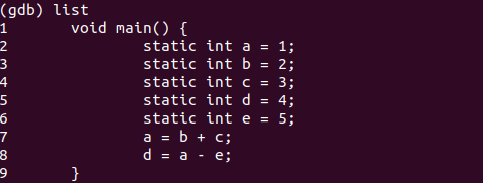 (gdb) list
1 void main() {
2 static int a = 1;
3 static int b = 2;
4 static int c = 3;
5 static int d = 4;
6 static int e = 5;
7 a = b + c;
8 d = a - e;
9 }